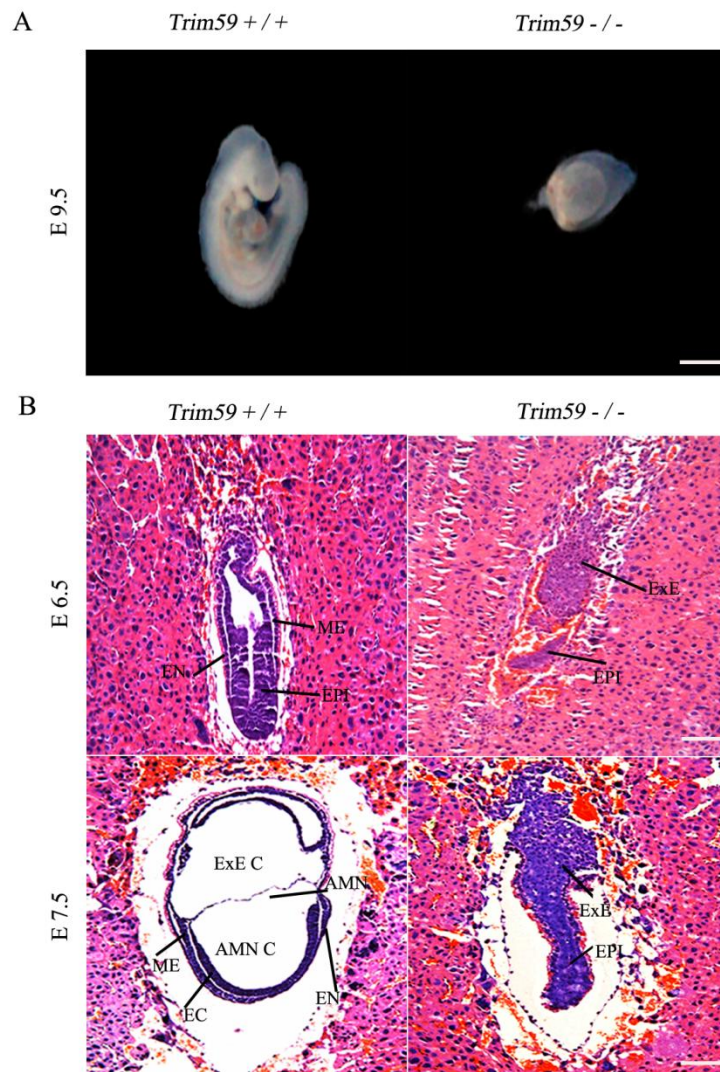 A
Trim59 +/+ Trim59 -/-
E 9.5
B
Trim59 +/+ Trim59 -/-
E 6.5
ME
EN
EPI
ExE
EPI
E 7.5
ExE C
AMN
AMN C
ME
EC
EN
ExE
EPI